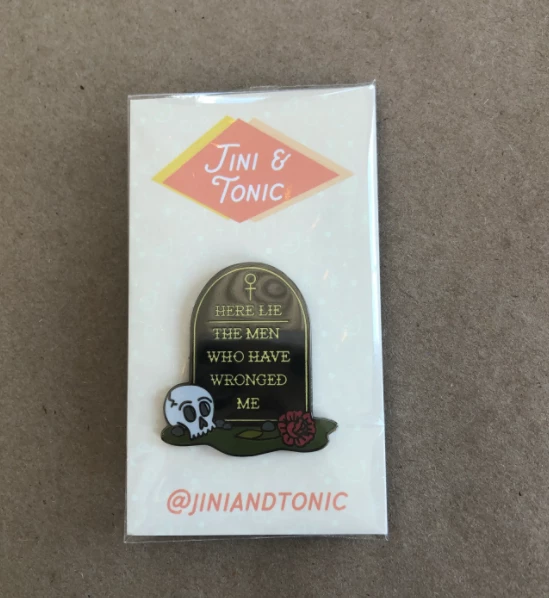 JINI &
TONIC
HERE LIE
THE MEN
WHO HAVE
WRONGED
ME
@JINIANDTONIC